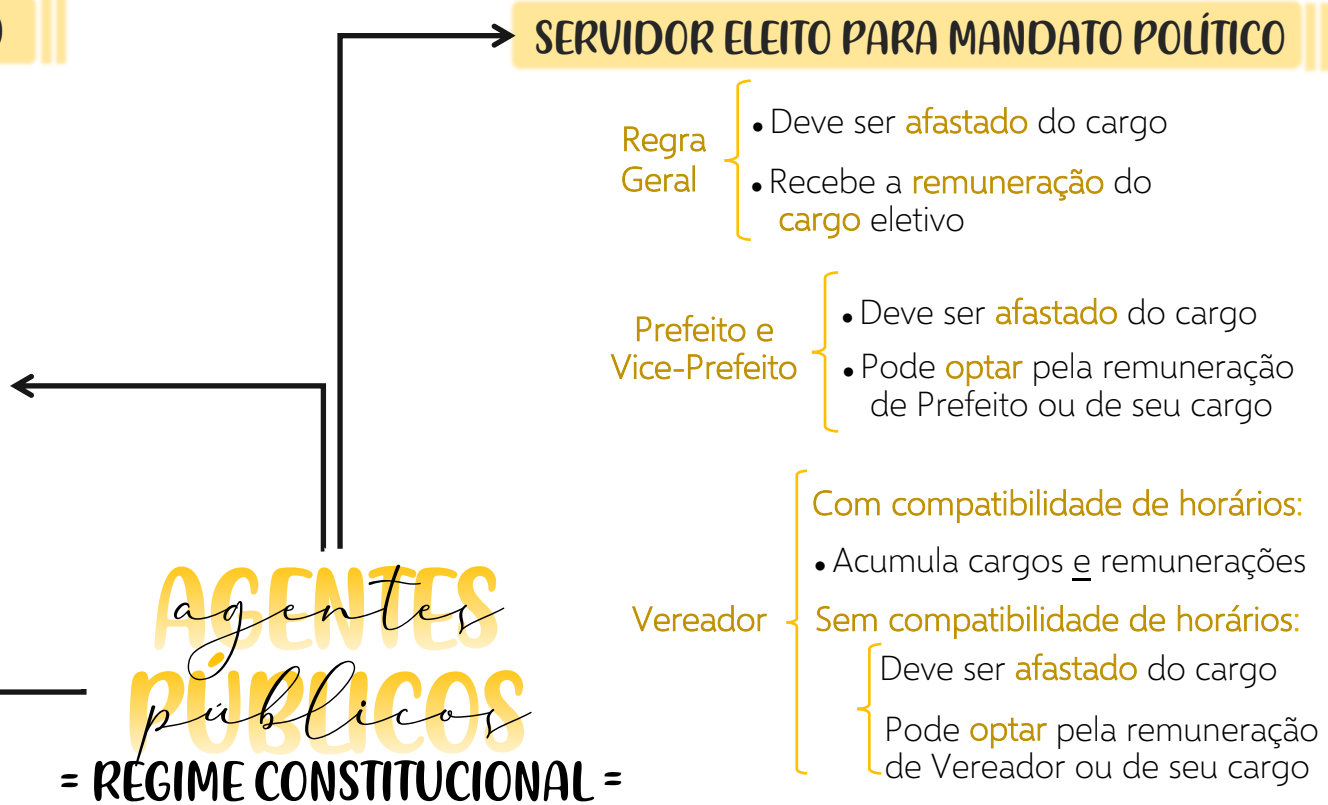 SERVIDOR ELEITO PARA MANDATO POLÍTICO
Regra
Geral
• Deve ser afastado do cargo
• Recebe a remuneração do
cargo eletivo
Prefeito e
Vice-Prefeito
• Deve ser afastado do cargo
• Pode optar pela remuneração
de Prefeito ou de seu cargo
Vereador
Com compatibilidade de horários:
• Acumula cargos e remunerações
Sem compatibilidade de horários:
Deve ser afastado do cargo
Pode optar pela remuneração
de Vereador ou de seu cargo
AGENTES
agentes
PÚBLICOS
públicos
= REGIME CONSTITUCIONAL =